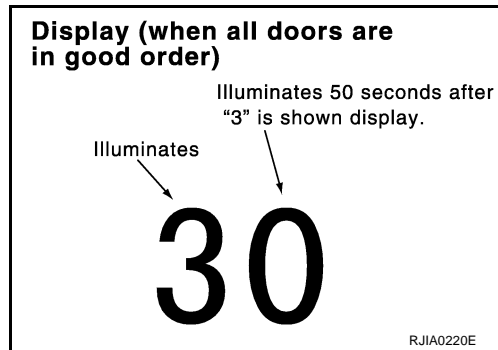 Display (when all doors are
in good order)
Illuminates 50 seconds after
“3” is shown display.
Illuminates
30
RJIA0220E